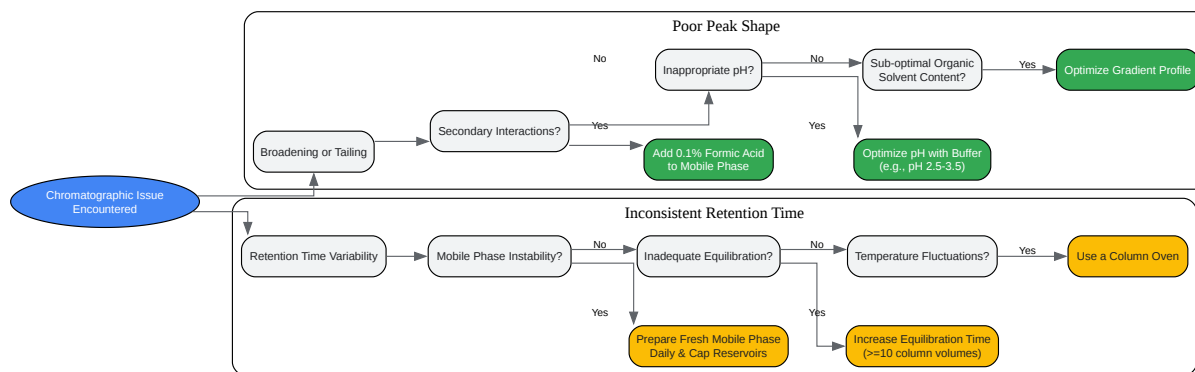 Poor Peak Shape
No
Inappropriate pH?
No
Sub-optimal Organic
Solvent Content?
Yes
Optimize Gradient Profile
Secondary Interactions?
Yes
Yes
Broadening or Tailing
Add 0.1% Formic Acid
to Mobile Phase
Optimize pH with Buffer
(e.g., pH 2.5-3.5)
Chromatographic Issue
Encountered
Inconsistent Retention Time
Retention Time Variability
Mobile Phase Instability?
No
Inadequate Equilibration?
No
Temperature Fluctuations?
Yes
Use a Column Oven
Yes
Yes
Prepare Fresh Mobile Phase
Daily & Cap Reservoirs
Increase Equilibration Time
(>=10 column volumes)